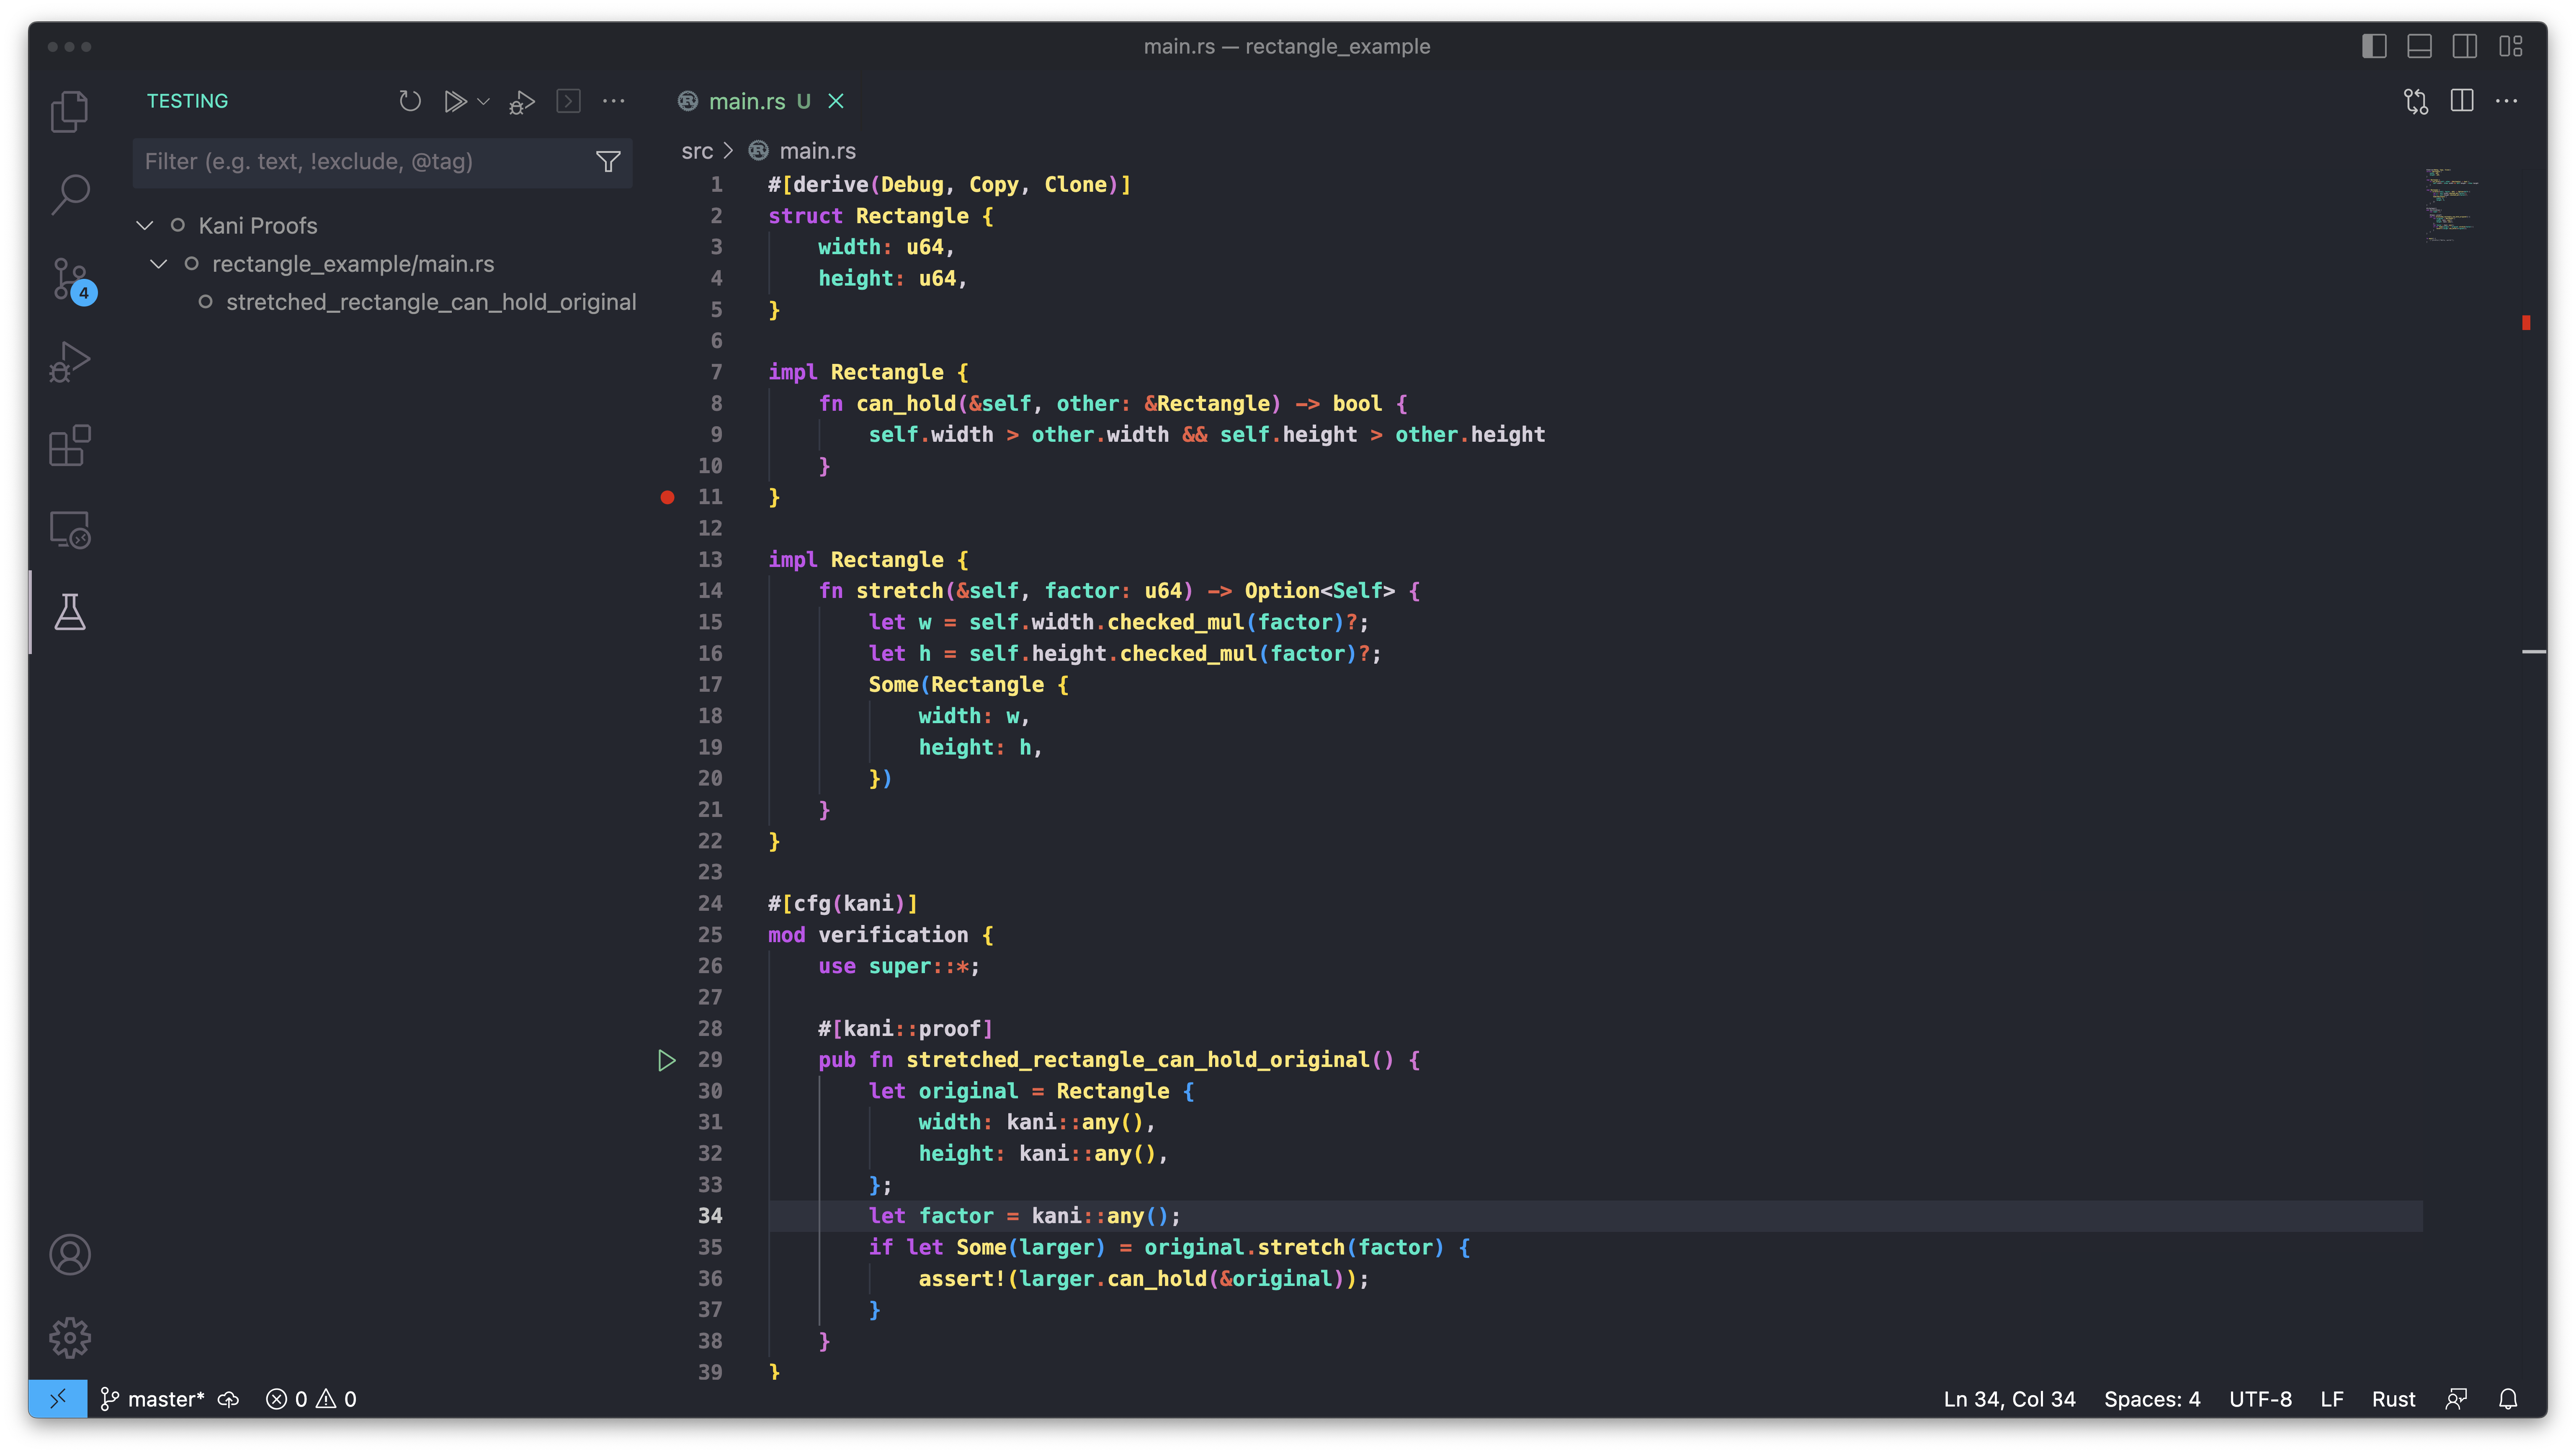 main.rs — rectangle_example
TESTING
Filter (e.g. text, !exclude, @tag)
Kani Proofs
rectangle_example/main.rs
stretched_rectangle_can_hold_original
4
main.rs U
src > main.rs
1 #[derive(Debug, Copy, Clone)]
2 struct Rectangle {
3     width: u64,
4     height: u64,
5 }
6
7 impl Rectangle {
8     fn can_hold(&self, other: &Rectangle) -> bool {
9         self.width > other.width && self.height > other.height
10     }
11 }
12
13 impl Rectangle {
14     fn stretch(&self, factor: u64) -> Option<Self> {
15         let w = self.width.checked_mul(factor)?;
16         let h = self.height.checked_mul(factor)?;
17         Some(Rectangle {
18             width: w,
19             height: h,
20         })
21     }
22 }
23
24 #[cfg(kani)]
25 mod verification {
26     use super::*;
27
28     #[kani::proof]
29     pub fn stretched_rectangle_can_hold_original() {
30         let original = Rectangle {
31             width: kani::any(),
32             height: kani::any(),
33         };
34         let factor = kani::any();
35         if let Some(larger) = original.stretch(factor) {
36             assert!(larger.can_hold(&original));
37         }
38     }
39 }
master* 0 0 Ln 34, Col 34 Spaces: 4 UTF-8 LF Rust